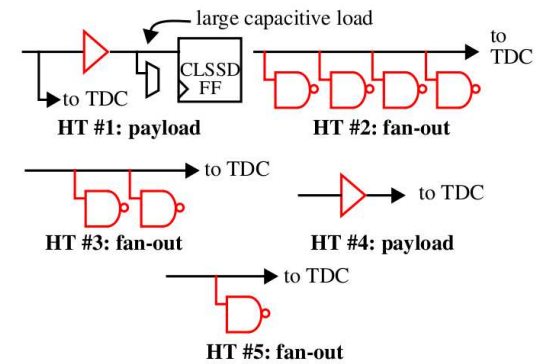 large capacitive load
CLSSD
FF
to TDC
HT #1: payload
to
TDC
HT #2: fan-out
to TDC
HT #3: fan-out
to TDC
HT #4: payload
to TDC
HT #5: fan-out